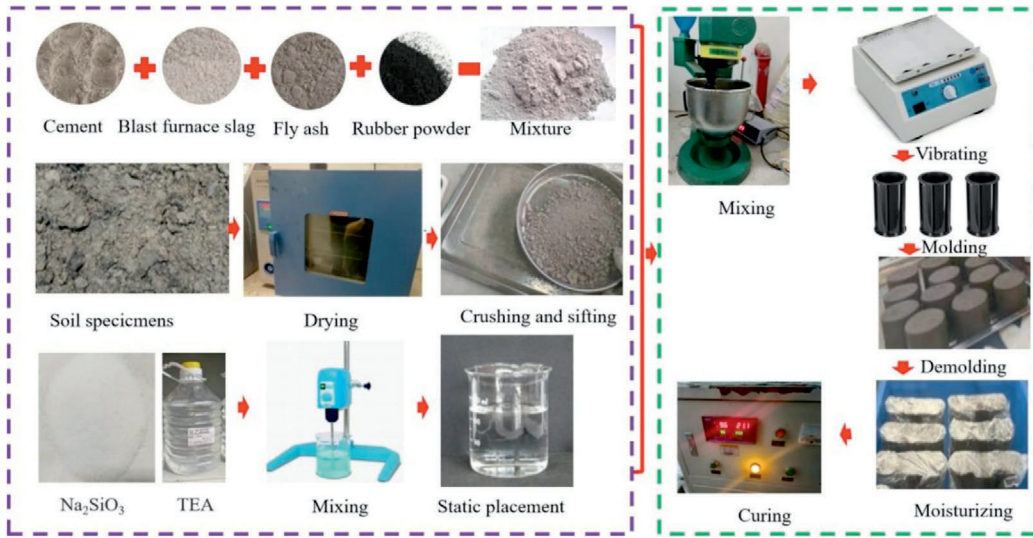 Cement
Blast furnace slag
Fly ash
Rubber powder
Mixture
Soil specicmens
Drying
Crushing and sifting
Na₂SiO₃
TEA
Mixing
Static placement
Mixing
Vibrating
Molding
Demolding
Moisturizing
Curing